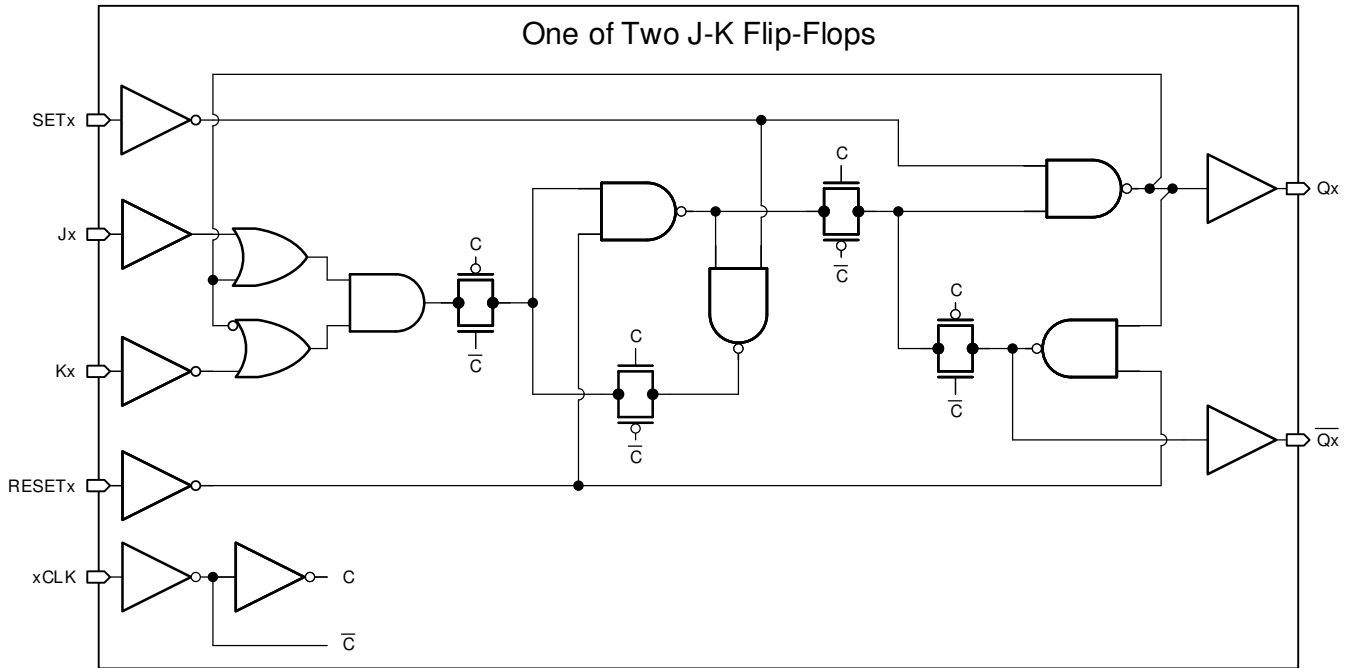 One of Two J-K Flip-Flops
SETx
C
Qx
Jx
C
C̅
C
C̅
C
Kx
C̅
C̅
Q̅x̅
RESETx
xCLK
C
C̅